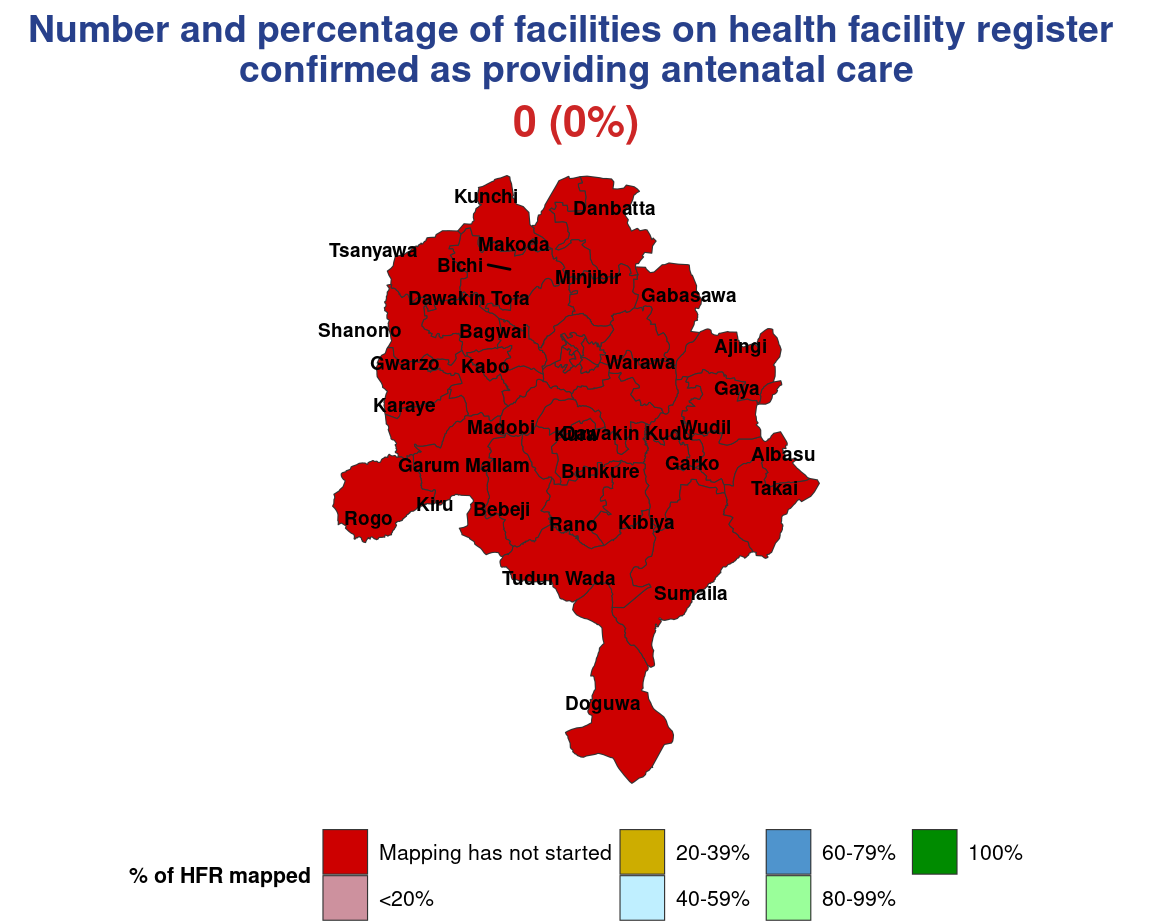 Number and percentage of facilities on health facility register
confirmed as providing antenatal care
0 (0%)
Kunchi
Danbatta
Makoda
Tsanyawa
Bichi
Minjibir
Gabasawa
Dawakin Tofa
Shanono
Bagwai
Ajingi
Gwarzo
Kabo
Warawa
Gaya
Karaye
Madobi
Kura
Dawakin Kudu
Wudil
Albasu
Garum Mallam
Bunkure
Garko
Takai
Kiru
Bebeji
Rogo
Rano
Kibiya
Tudun Wada
Sumaila
Doguwa
% of HFR mapped
Mapping has not started
20-39%
60-79%
100%
<20%
40-59%
80-99%